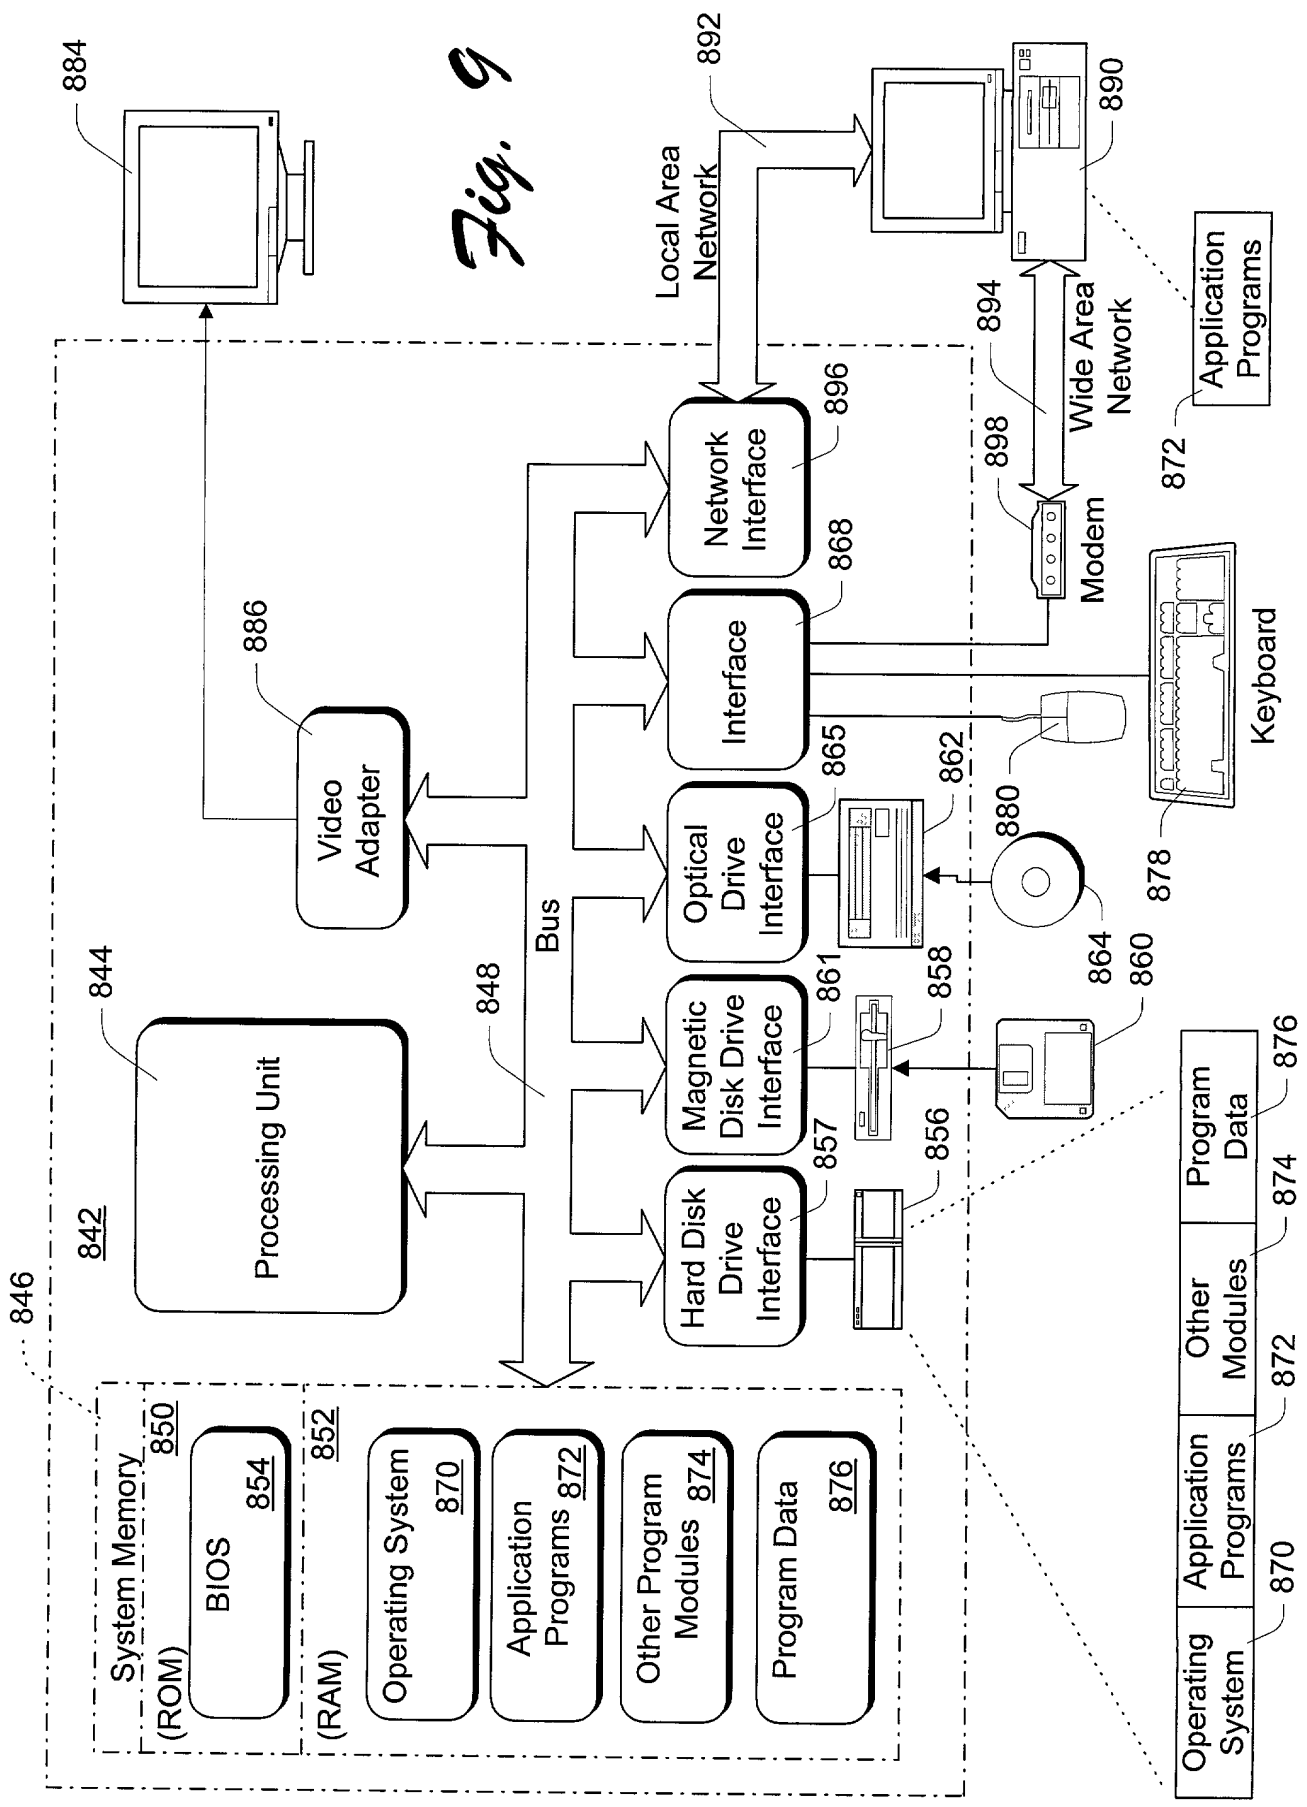 846
842
844
Processing Unit
886
Video
Adapter
884
Fig. 9
System Memory
(ROM)
850
BIOS
854
(RAM)
852
Operating System
870
Application
Programs
872
Other Program
Modules
874
Program Data
876
848
Bus
Hard Disk
Drive
Interface
857
Magnetic
Disk Drive
Interface
861
Optical
Drive
Interface
865
Interface
868
Network
Interface
896
Local Area
Network
892
856
858
862
860
864
880
878
Keyboard
898
Modem
894
Wide Area
Network
890
872
Application
Programs
Operating
System
870
Application
Programs
872
Other
Modules
874
Program
Data
876